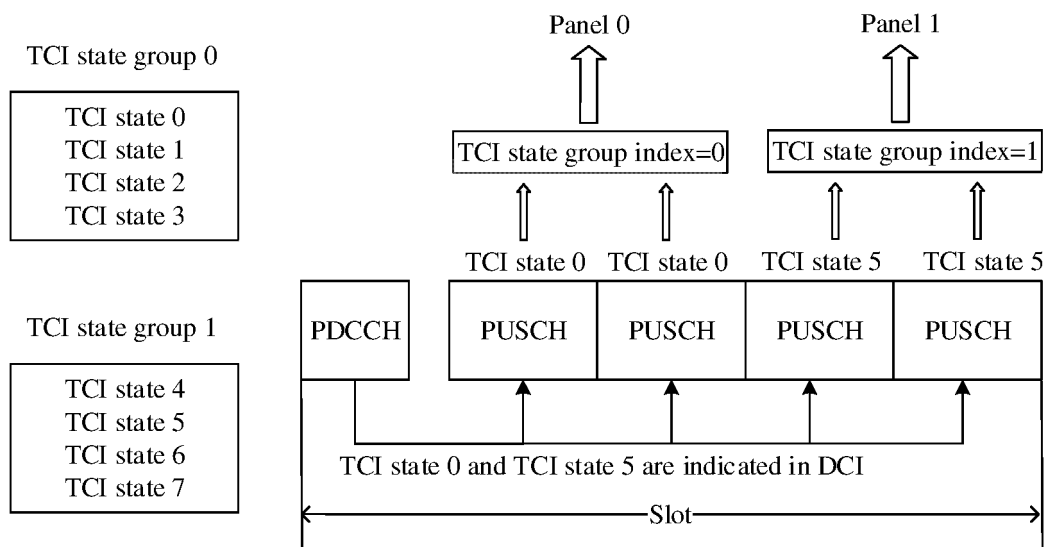 Panel 0
Panel 1
TCI state group 0
TCI state 0
TCI state 1
TCI state 2
TCI state 3
TCI state group index=0
TCI state group index=1
TCI state 0
TCI state 0
TCI state 5
TCI state 5
TCI state group 1
TCI state 4
TCI state 5
TCI state 6
TCI state 7
PDCCH
PUSCH
PUSCH
PUSCH
PUSCH
TCI state 0 and TCI state 5 are indicated in DCI
Slot